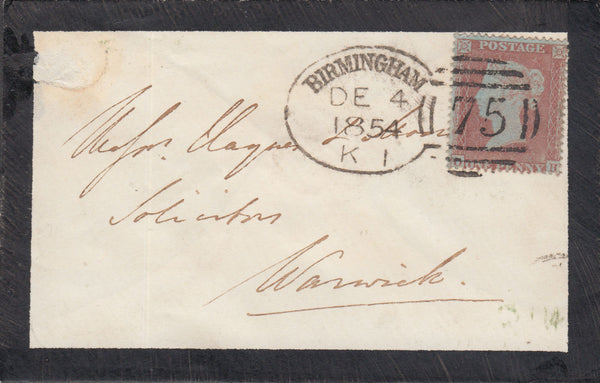 POSTAGE
BIRMINGHAM
DE 4
1854
K 1
75
Messrs
Solicitors
Warwick.